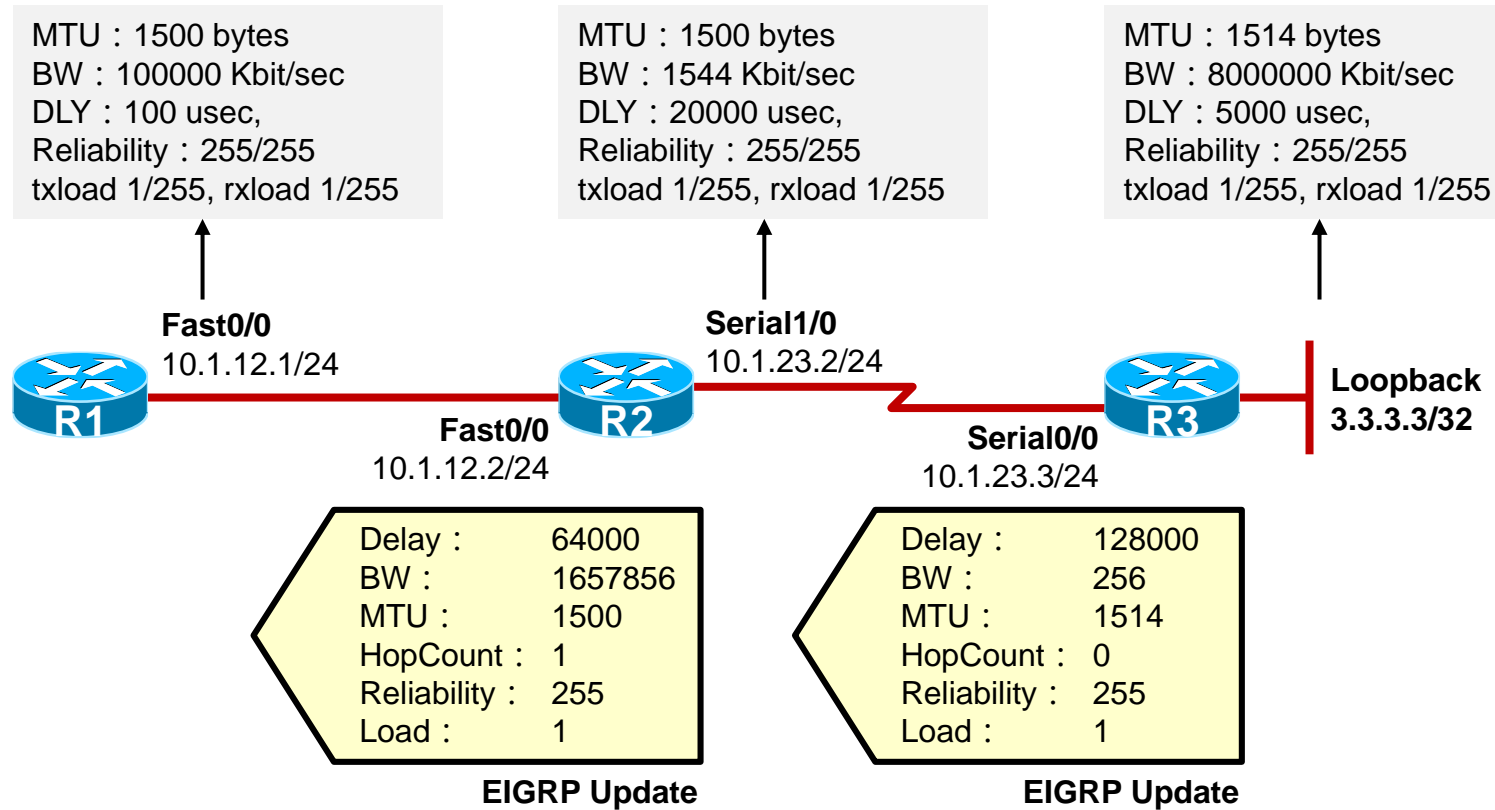 MTU : 1500 bytes
BW : 100000 Kbit/sec
DLY : 100 usec,
Reliability : 255/255
txload 1/255, rxload 1/255
MTU : 1500 bytes
BW : 1544 Kbit/sec
DLY : 20000 usec,
Reliability : 255/255
txload 1/255, rxload 1/255
MTU : 1514 bytes
BW : 8000000 Kbit/sec
DLY : 5000 usec,
Reliability : 255/255
txload 1/255, rxload 1/255
Fast0/0
10.1.12.1/24
Serial1/0
10.1.23.2/24
R1
R2
R3
Loopback
3.3.3.3/32
Fast0/0
10.1.12.2/24
Serial0/0
10.1.23.3/24
Delay : 64000
BW : 1657856
MTU : 1500
HopCount : 1
Reliability : 255
Load : 1
EIGRP Update
Delay : 128000
BW : 256
MTU : 1514
HopCount : 0
Reliability : 255
Load : 1
EIGRP Update